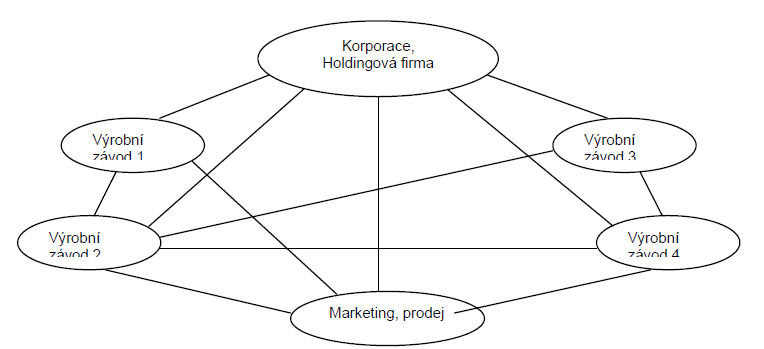 Korporace,
Holdingová firma
Výrobní
závod 1
Výrobní
závod 3
Výrobní
závod 2
Výrobní
závod 4
Marketing, prodej